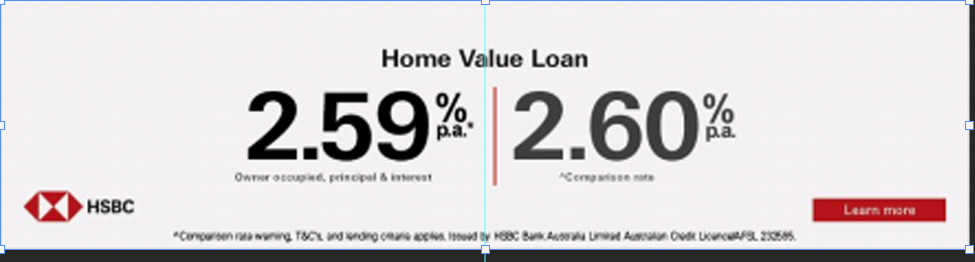 Home Value Loan
2.59% p.a.* 2.60% p.a.
Owner occupied, principal & interest ^Comparison rate
HSBC
Learn more
^Comparison rate warning, T&C's, and lending criteria applies. Issued by HSBC Bank Australia Limited Australian Credit Licence/AFSL 232595.